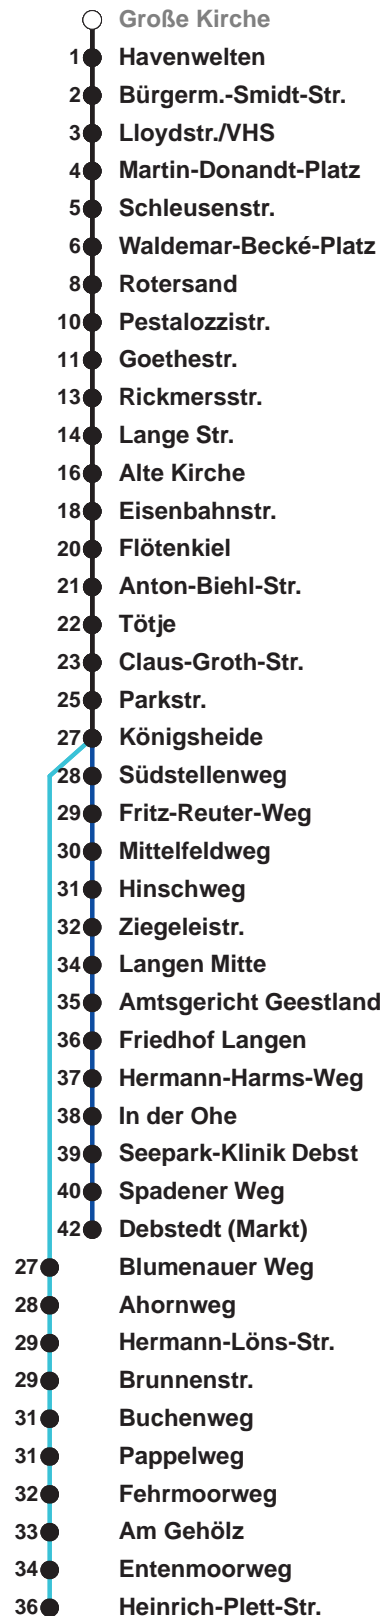 Große Kirche
1 Havenwelten
2 Bürgerm.-Smidt-Str.
3 Lloydstr./VHS
4 Martin-Donandt-Platz
5 Schleusenstr.
6 Waldemar-Becké-Platz
8 Rotersand
10 Pestalozzistr.
11 Goethestr.
13 Rickmersstr.
14 Lange Str.
16 Alte Kirche
18 Eisenbahnstr.
20 Flötenkiel
21 Anton-Biehl-Str.
22 Tötje
23 Claus-Groth-Str.
25 Parkstr.
27 Königsheide
28 Südstellenweg
29 Fritz-Reuter-Weg
30 Mittelfeldweg
31 Hinschweg
32 Ziegeleistr.
34 Langen Mitte
35 Amtsgericht Geestland
36 Friedhof Langen
37 Hermann-Harms-Weg
38 In der Ohe
39 Seepark-Klinik Debst
40 Spadener Weg
42 Debstedt (Markt)
27 Blumenauer Weg
28 Ahornweg
29 Hermann-Löns-Str.
29 Brunnenstr.
31 Buchenweg
31 Pappelweg
32 Fehrmoorweg
33 Am Gehölz
34 Entenmoorweg
36 Heinrich-Plett-Str.